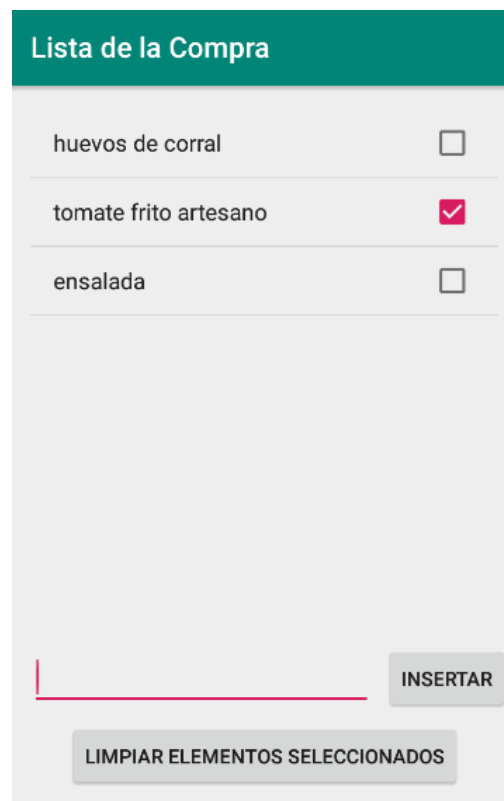 Lista de la Compra
huevos de corral
tomate frito artesano
ensalada
INSERTAR
LIMPIAR ELEMENTOS SELECCIONADOS